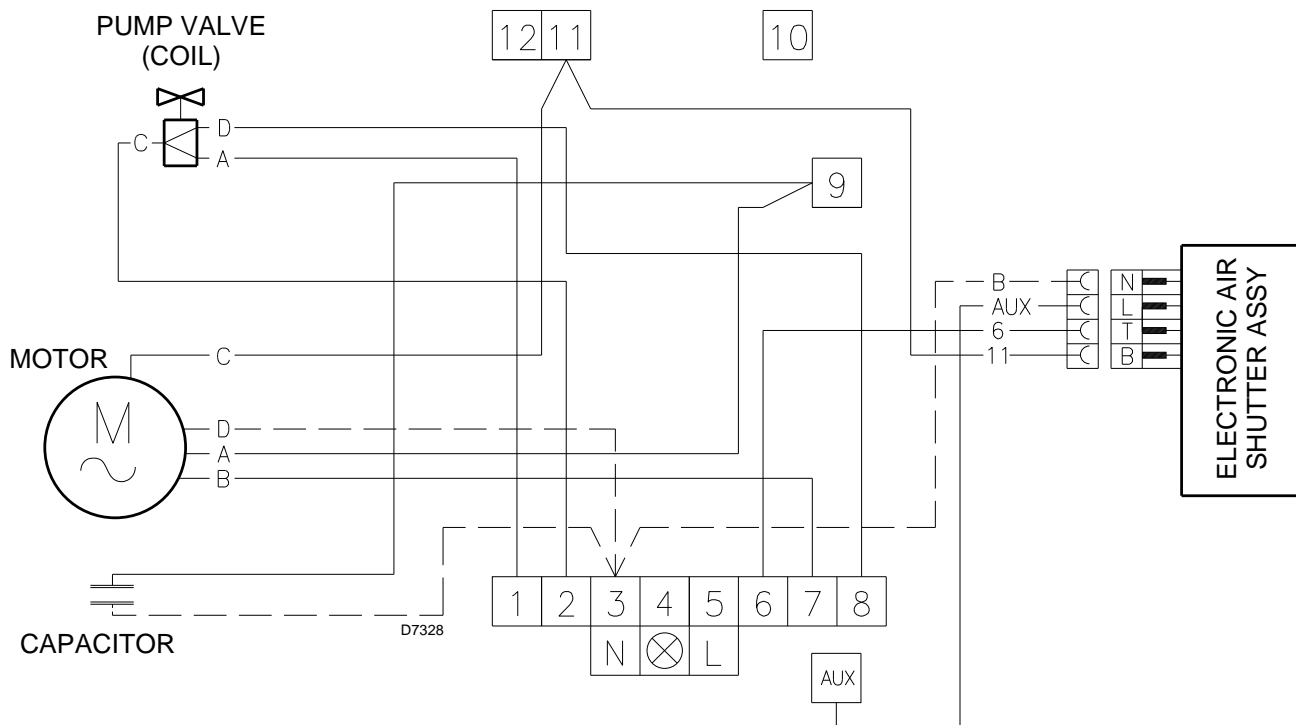 PUMP VALVE
(COIL)
12 11
10
D
C
A
9
B
N
AUX
L
6
T
11
B
ELECTRONIC AIR
SHUTTER ASSY
MOTOR
C
M
D
A
B
1 2 3 4 5 6 7 8
D7328
CAPACITOR
N L
AUX